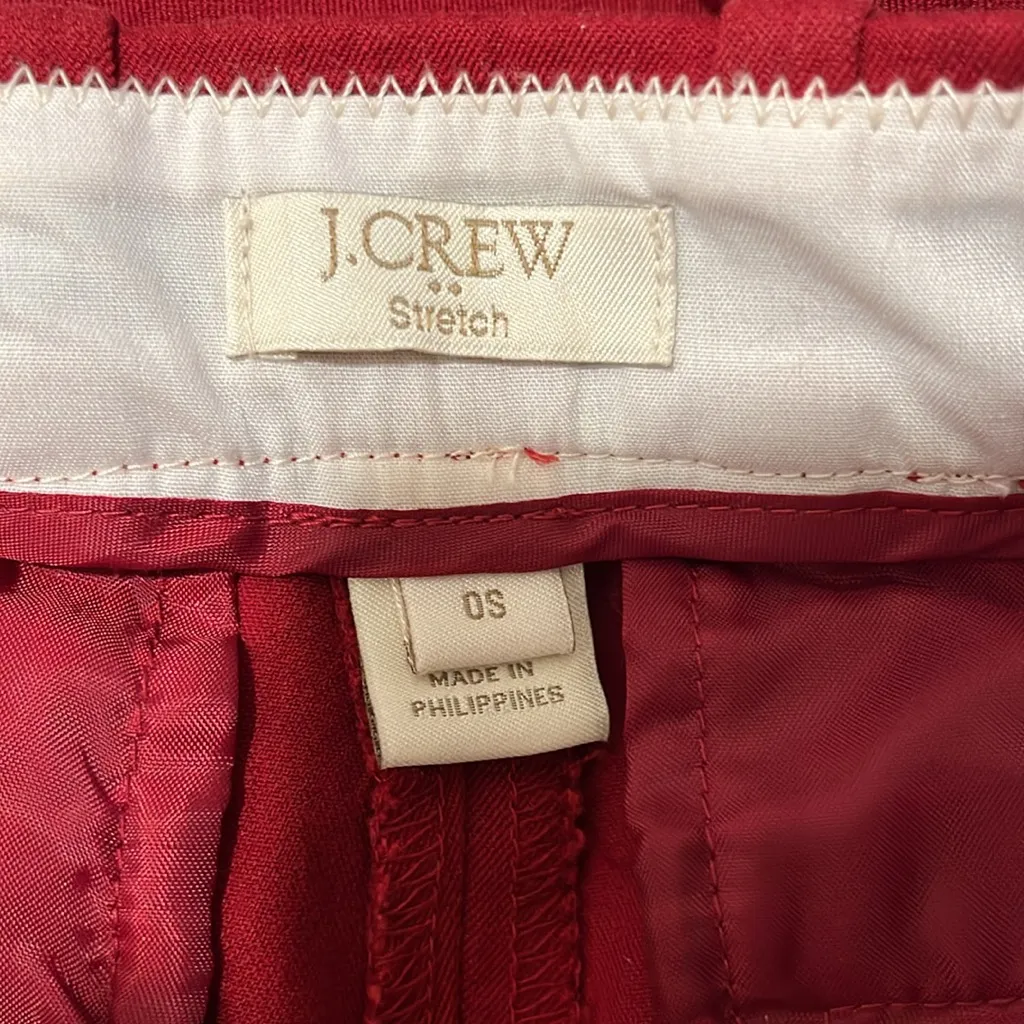 J.CREW
Stretch
0S
MADE IN
PHILIPPINES